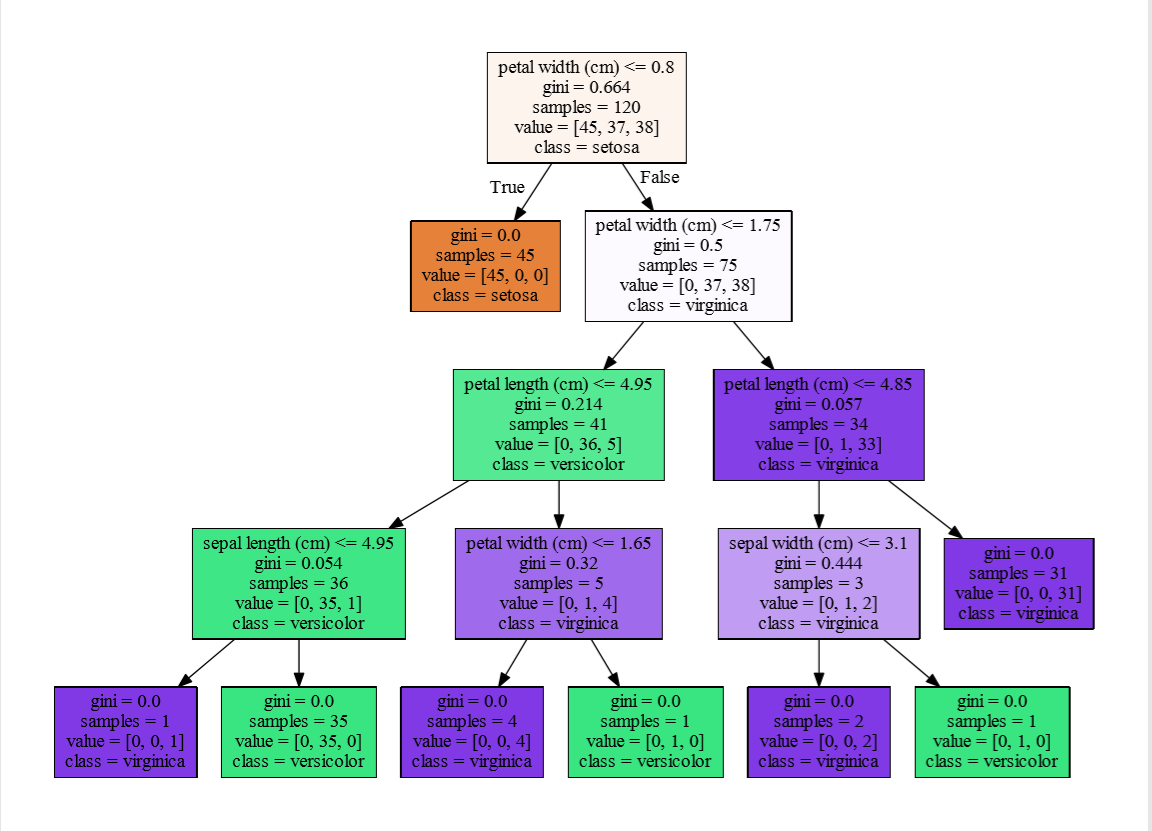 petal width (cm) <= 0.8
gini = 0.664
samples = 120
value = [45, 37, 38]
class = setosa
True
False
gini = 0.0
samples = 45
value = [45, 0, 0]
class = setosa
petal width (cm) <= 1.75
gini = 0.5
samples = 75
value = [0, 37, 38]
class = virginica
petal length (cm) <= 4.95
gini = 0.214
samples = 41
value = [0, 36, 5]
class = versicolor
petal length (cm) <= 4.85
gini = 0.057
samples = 34
value = [0, 1, 33]
class = virginica
sepal length (cm) <= 4.95
gini = 0.054
samples = 36
value = [0, 35, 1]
class = versicolor
petal width (cm) <= 1.65
gini = 0.32
samples = 5
value = [0, 1, 4]
class = virginica
sepal width (cm) <= 3.1
gini = 0.444
samples = 3
value = [0, 1, 2]
class = virginica
gini = 0.0
samples = 31
value = [0, 0, 31]
class = virginica
gini = 0.0
samples = 1
value = [0, 0, 1]
class = virginica
gini = 0.0
samples = 35
value = [0, 35, 0]
class = versicolor
gini = 0.0
samples = 4
value = [0, 0, 4]
class = virginica
gini = 0.0
samples = 1
value = [0, 1, 0]
class = versicolor
gini = 0.0
samples = 2
value = [0, 0, 2]
class = virginica
gini = 0.0
samples = 1
value = [0, 1, 0]
class = versicolor